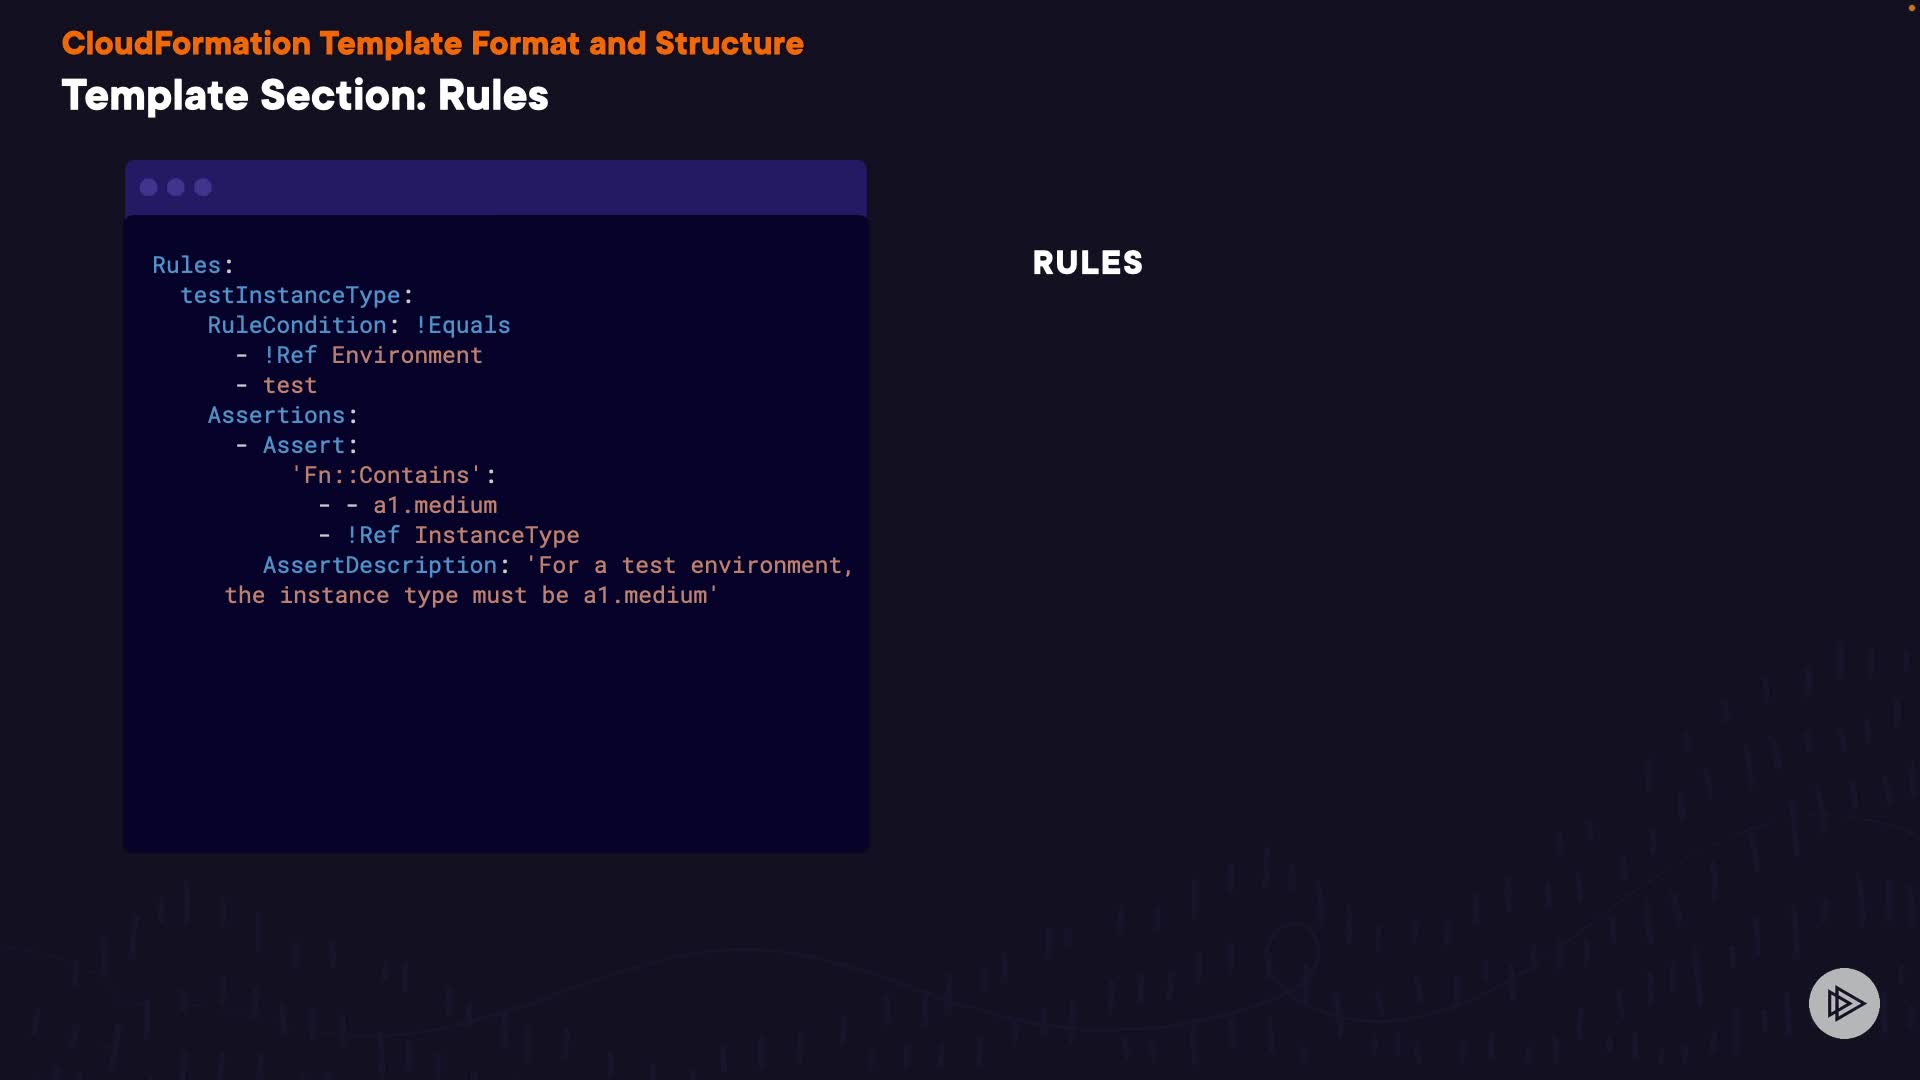 CloudFormation Template Format and Structure
Template Section: Rules
Rules:
  testInstanceType:
    RuleCondition: !Equals
      - !Ref Environment
      - test
    Assertions:
      - Assert:
          'Fn::Contains':
            - - a1.medium
            - !Ref InstanceType
        AssertDescription: 'For a test environment,
     the instance type must be a1.medium'
RULES